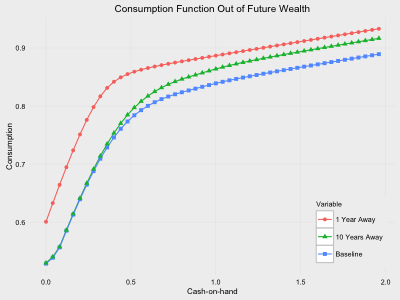 Consumption Function Out of Future Wealth
Consumption
0.9
0.8
0.7
0.6
Variable
1 Year Away
10 Years Away
Baseline
0.0 0.5 1.0 1.5 2.0
Cash-on-hand